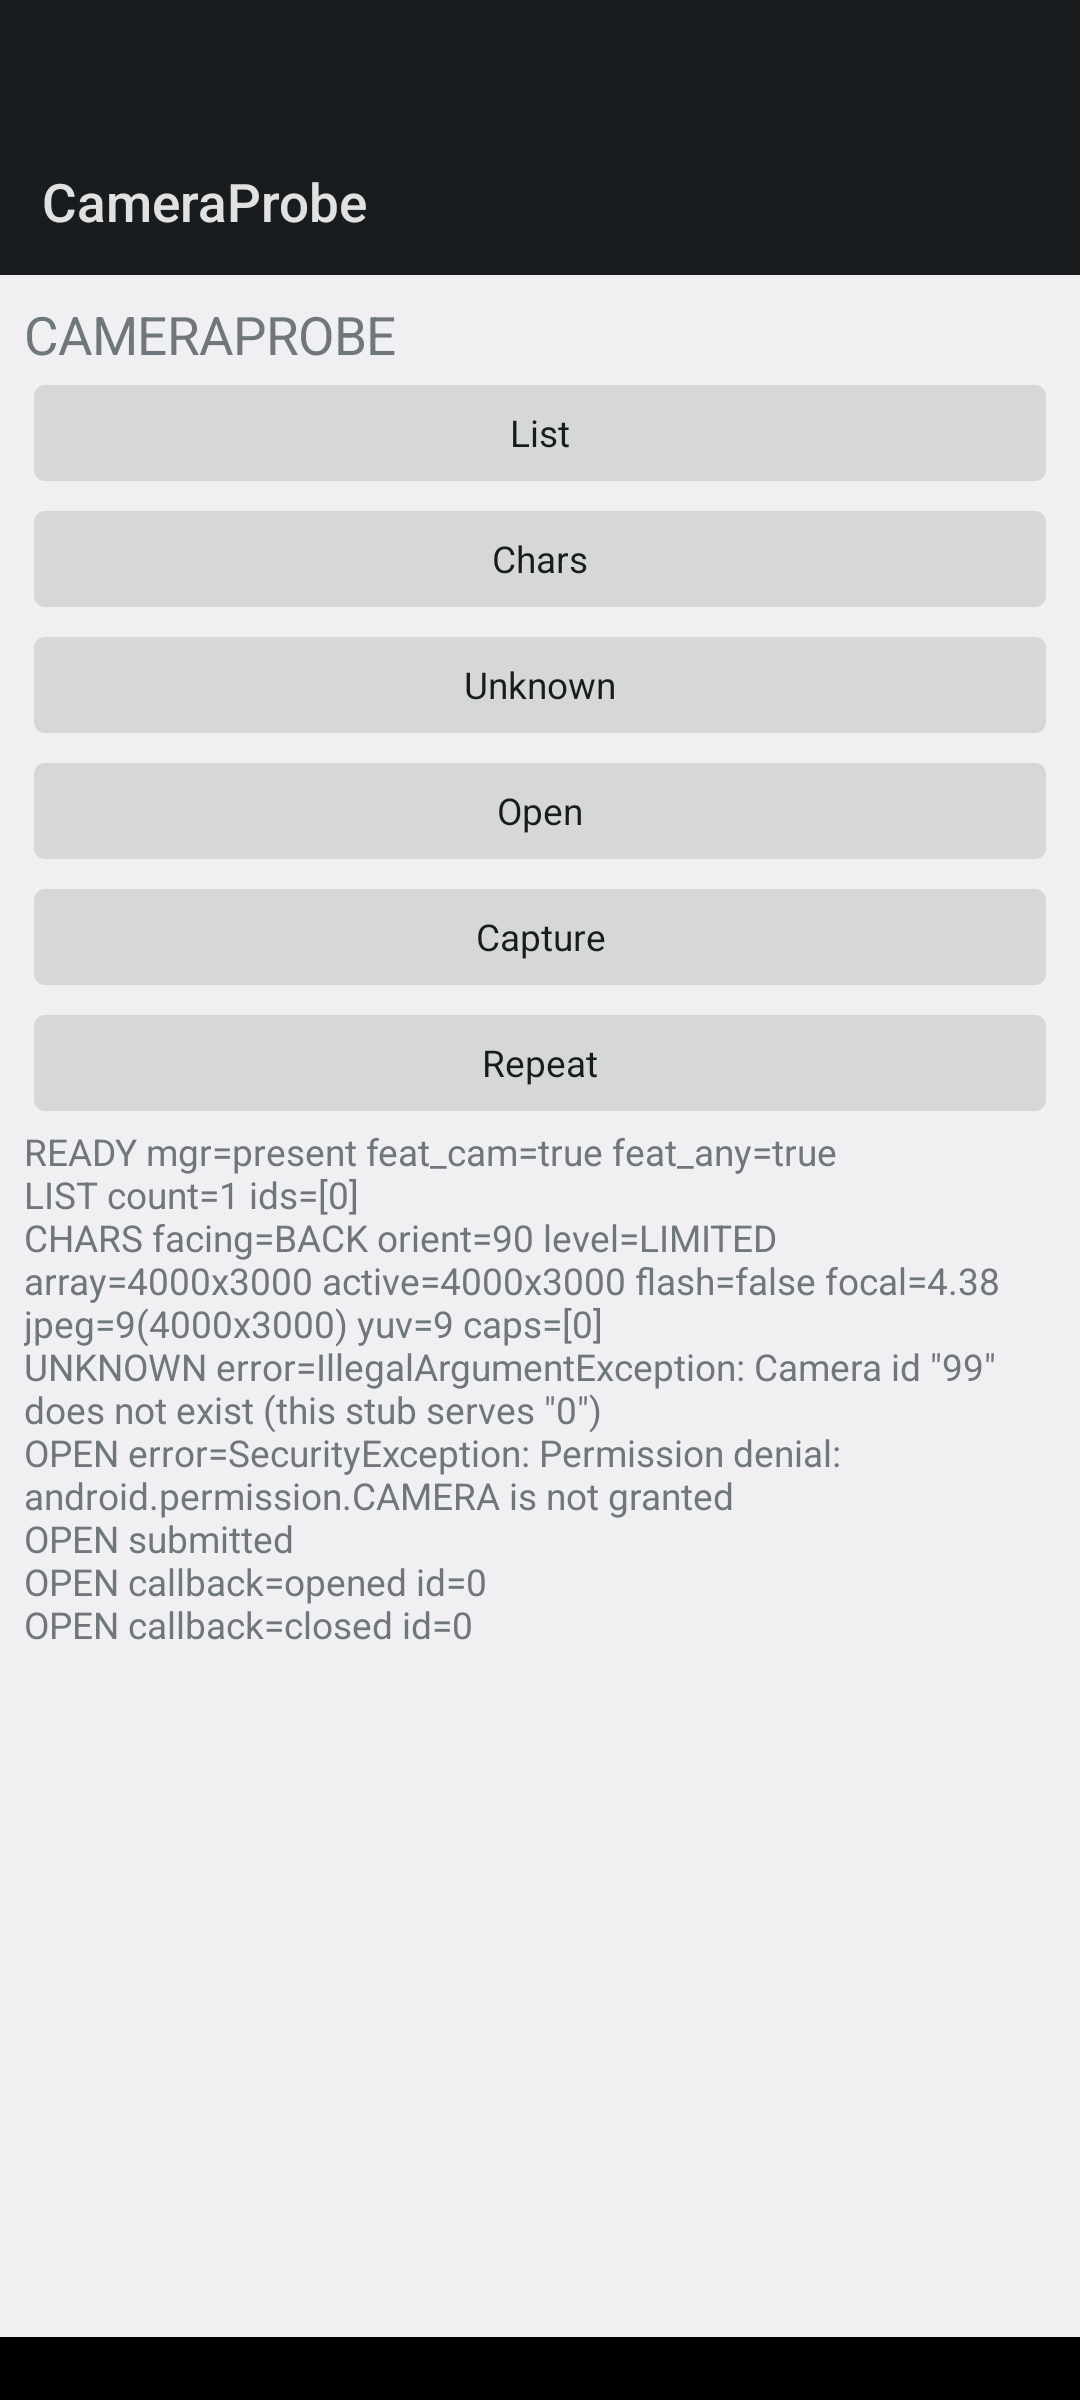 CameraProbe
CAMERAPROBE
List
Chars
Unknown
Open
Capture
Repeat
READY mgr=present feat_cam=true feat_any=true
LIST count=1 ids=[0]
CHARS facing=BACK orient=90 level=LIMITED
array=4000x3000 active=4000x3000 flash=false focal=4.38
jpeg=9(4000x3000) yuv=9 caps=[0]
UNKNOWN error=IllegalArgumentException: Camera id "99"
does not exist (this stub serves "0")
OPEN error=SecurityException: Permission denial:
android.permission.CAMERA is not granted
OPEN submitted
OPEN callback=opened id=0
OPEN callback=closed id=0